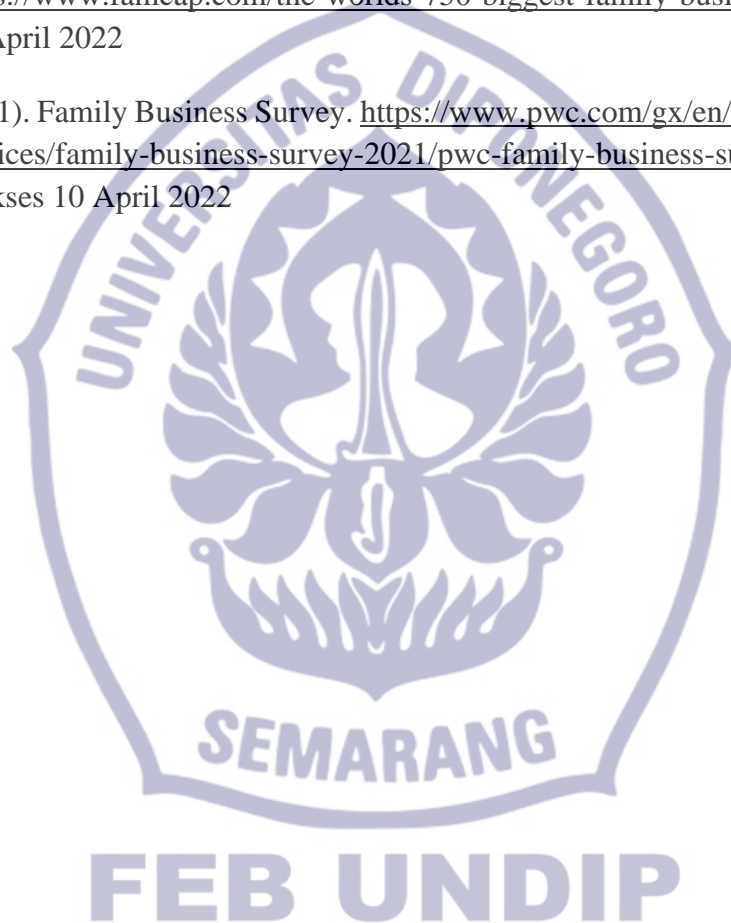 s://www.famcap.com/the-worlds-750-biggest-family-busi
April 2022
1). Family Business Survey. https://www.pwc.com/gx/en/
ices/family-business-survey-2021/pwc-family-business-su
kses 10 April 2022
UNIVERSITAS DIPONEGORO
SEMARANG
FEB UNDIP